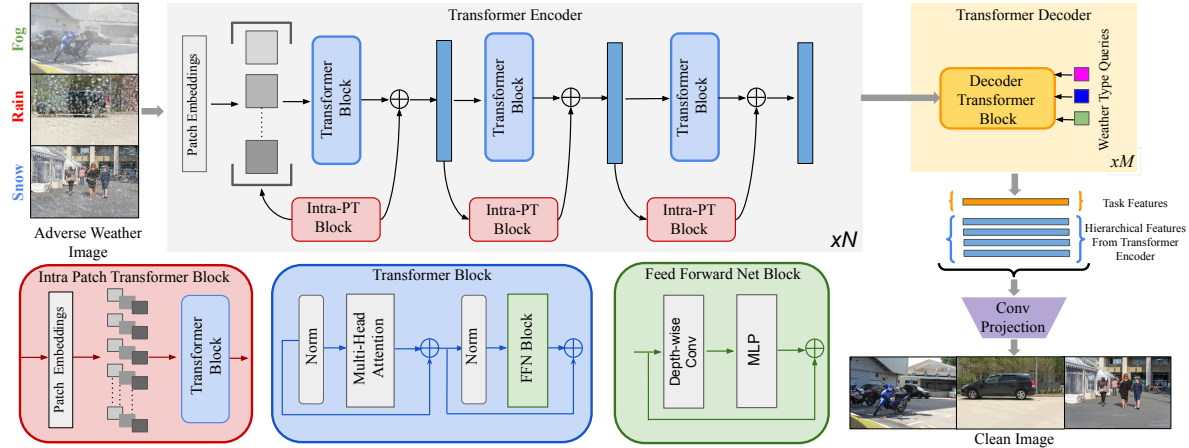 Fog
Rain
Snow
Adverse Weather
Image
Transformer Encoder
Patch Embeddings
Transformer
Block
Transformer
Block
Transformer
Block
Intra-PT
Block
Intra-PT
Block
Intra-PT
Block
xN
Transformer Decoder
Decoder
Transformer
Block
Weather Type Queries
xM
Task Features
Hierarchical Features
From Transformer
Encoder
Conv
Projection
Clean Image
Intra Patch Transformer Block
Patch Embeddings
Transformer
Block
Transformer Block
Norm
Multi-Head
Attention
Norm
FFN Block
Feed Forward Net Block
Depth-wise
Conv
MLP